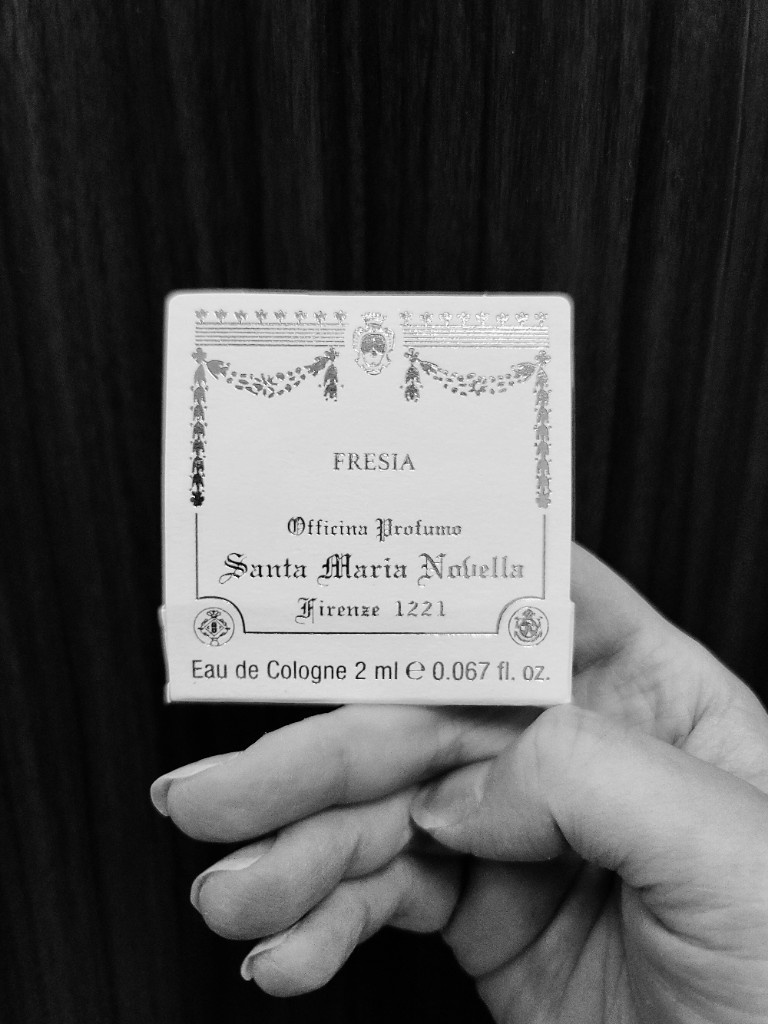 FRESIA
Officina Profumo
Santa Maria Novella
Firenze 1221
Eau de Cologne 2 ml ℮ 0.067 fl. oz.